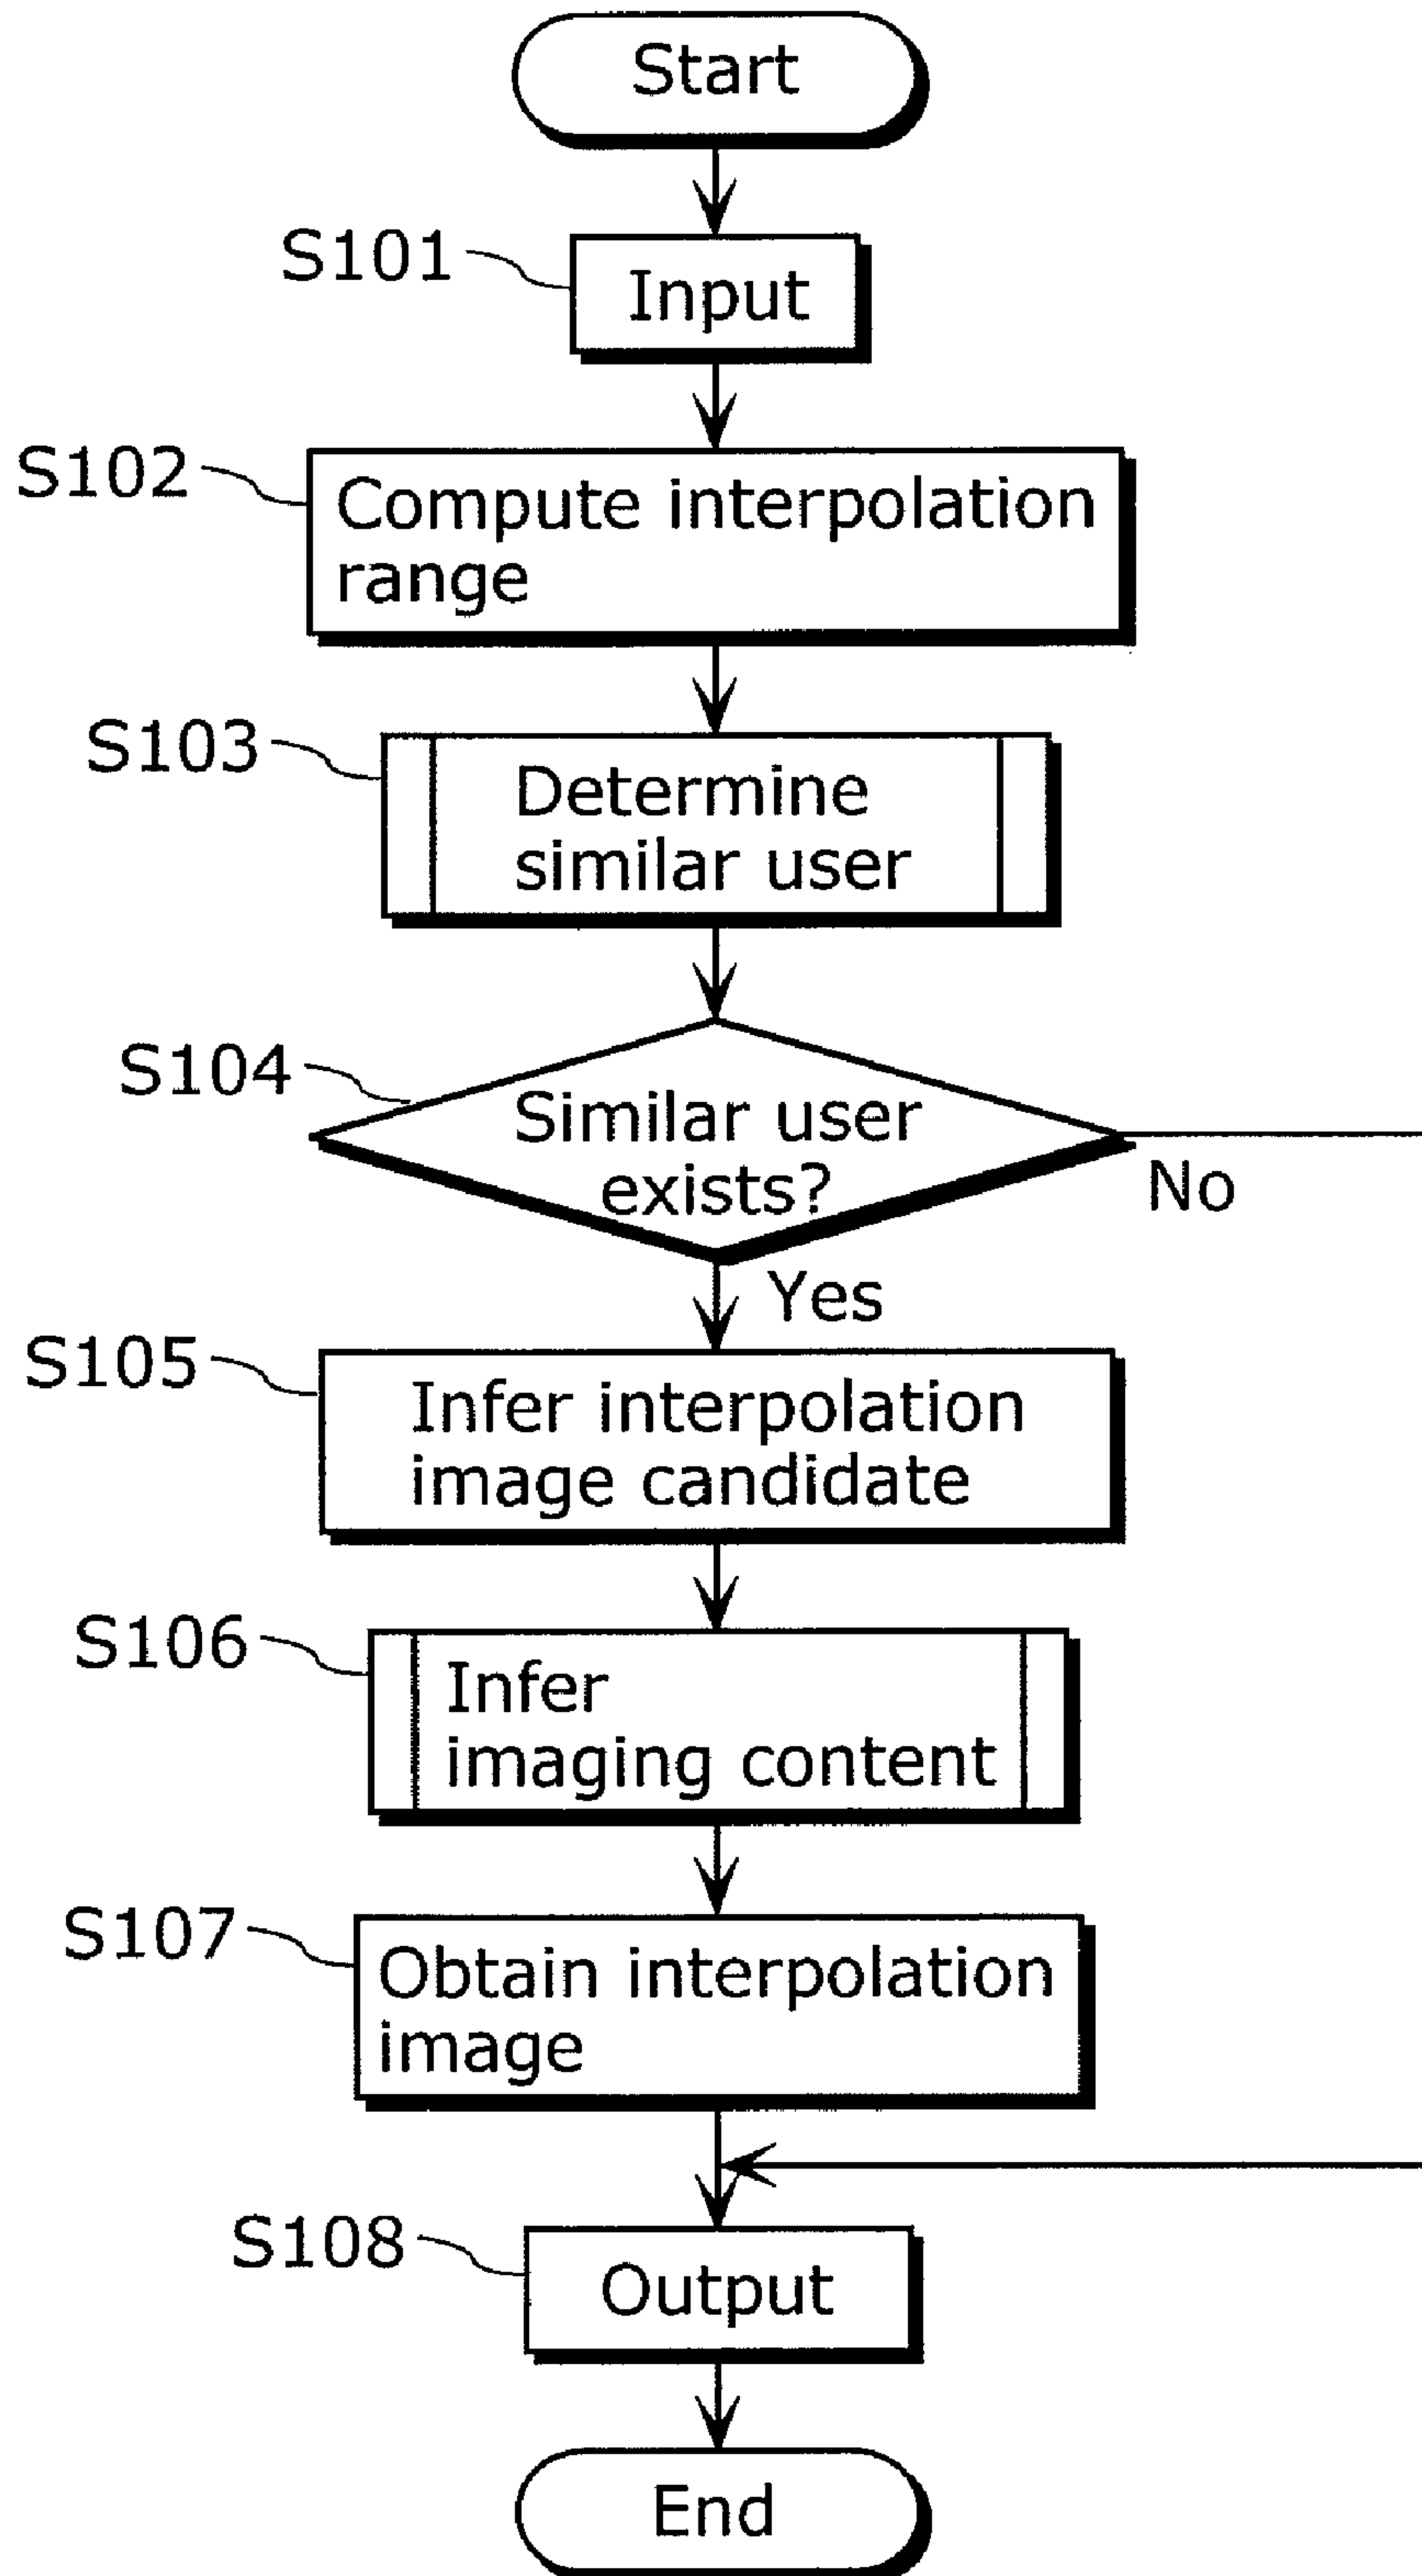 Start
S101
Input
S102
Compute interpolation
range
S103
Determine
similar user
S104
Similar user
exists?
No
Yes
S105
Infer interpolation
image candidate
S106
Infer
imaging content
S107
Obtain interpolation
image
S108
Output
End